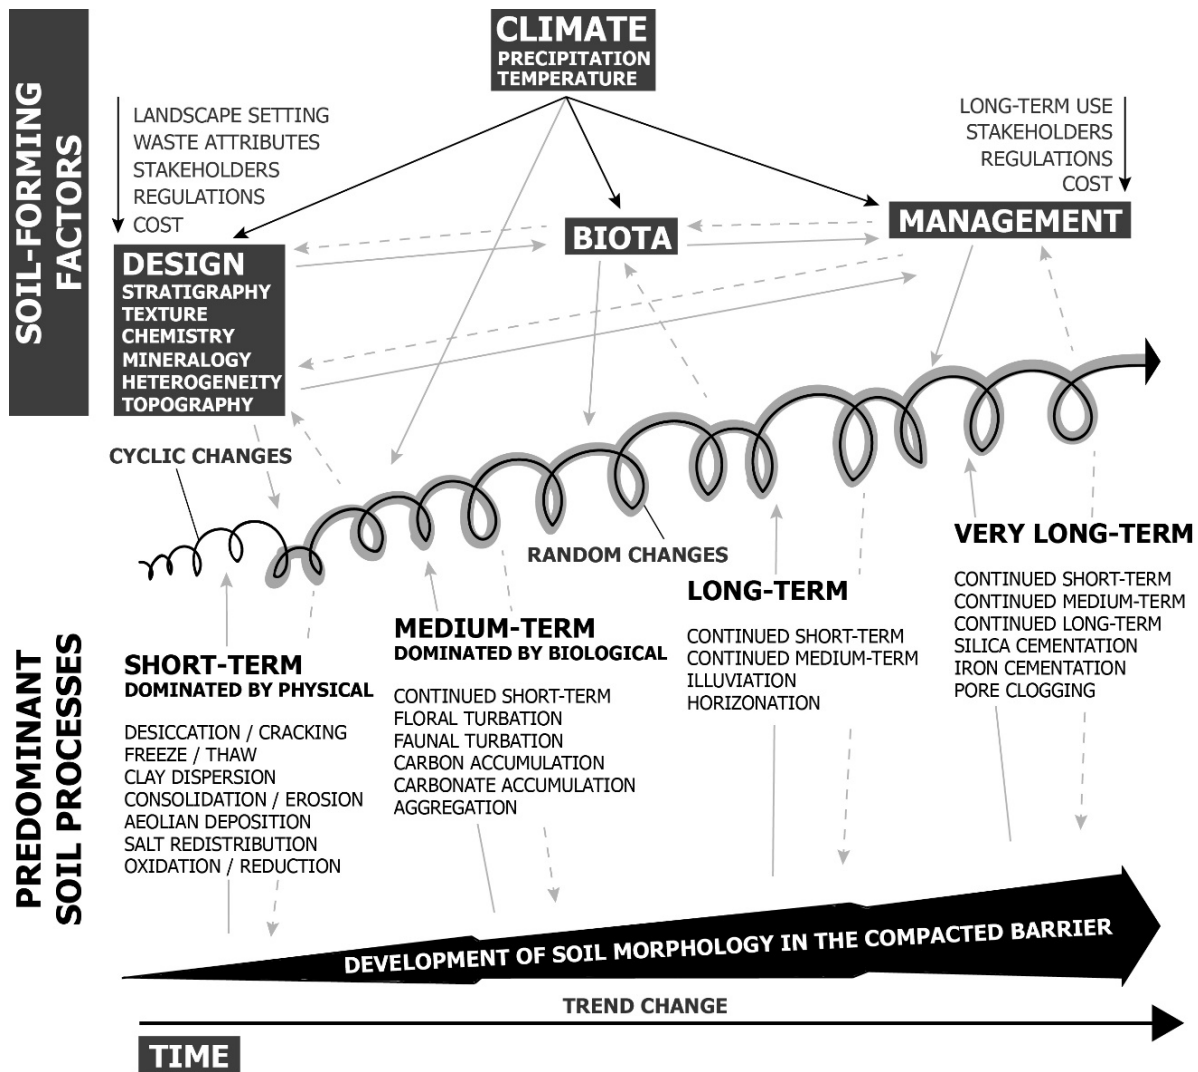 SOIL-FORMING
FACTORS
CLIMATE
PRECIPITATION
TEMPERATURE
LANDSCAPE SETTING
WASTE ATTRIBUTES
STAKEHOLDERS
REGULATIONS
COST
LONG-TERM USE
STAKEHOLDERS
REGULATIONS
COST
DESIGN
STRATIGRAPHY
TEXTURE
CHEMISTRY
MINERALOGY
HETEROGENEITY
TOPOGRAPHY
BIOTA
MANAGEMENT
CYCLIC CHANGES
RANDOM CHANGES
PREDOMINANT
SOIL PROCESSES
SHORT-TERM
DOMINATED BY PHYSICAL
DESICCATION / CRACKING
FREEZE / THAW
CLAY DISPERSION
CONSOLIDATION / EROSION
AEOLIAN DEPOSITION
SALT REDISTRIBUTION
OXIDATION / REDUCTION
MEDIUM-TERM
DOMINATED BY BIOLOGICAL
CONTINUED SHORT-TERM
FLORAL TURBATION
FAUNAL TURBATION
CARBON ACCUMULATION
CARBONATE ACCUMULATION
AGGREGATION
LONG-TERM
CONTINUED SHORT-TERM
CONTINUED MEDIUM-TERM
ILLUVIATION
HORIZONATION
VERY LONG-TERM
CONTINUED SHORT-TERM
CONTINUED MEDIUM-TERM
CONTINUED LONG-TERM
SILICA CEMENTATION
IRON CEMENTATION
PORE CLOGGING
DEVELOPMENT OF SOIL MORPHOLOGY IN THE COMPACTED BARRIER
TREND CHANGE
TIME